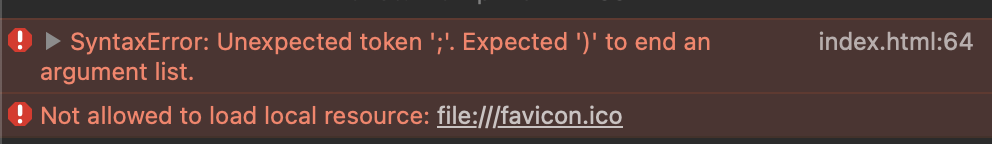 SyntaxError: Unexpected token ';'. Expected ')' to end an
index.html:64
argument list.
Not allowed to load local resource: file:///favicon.ico